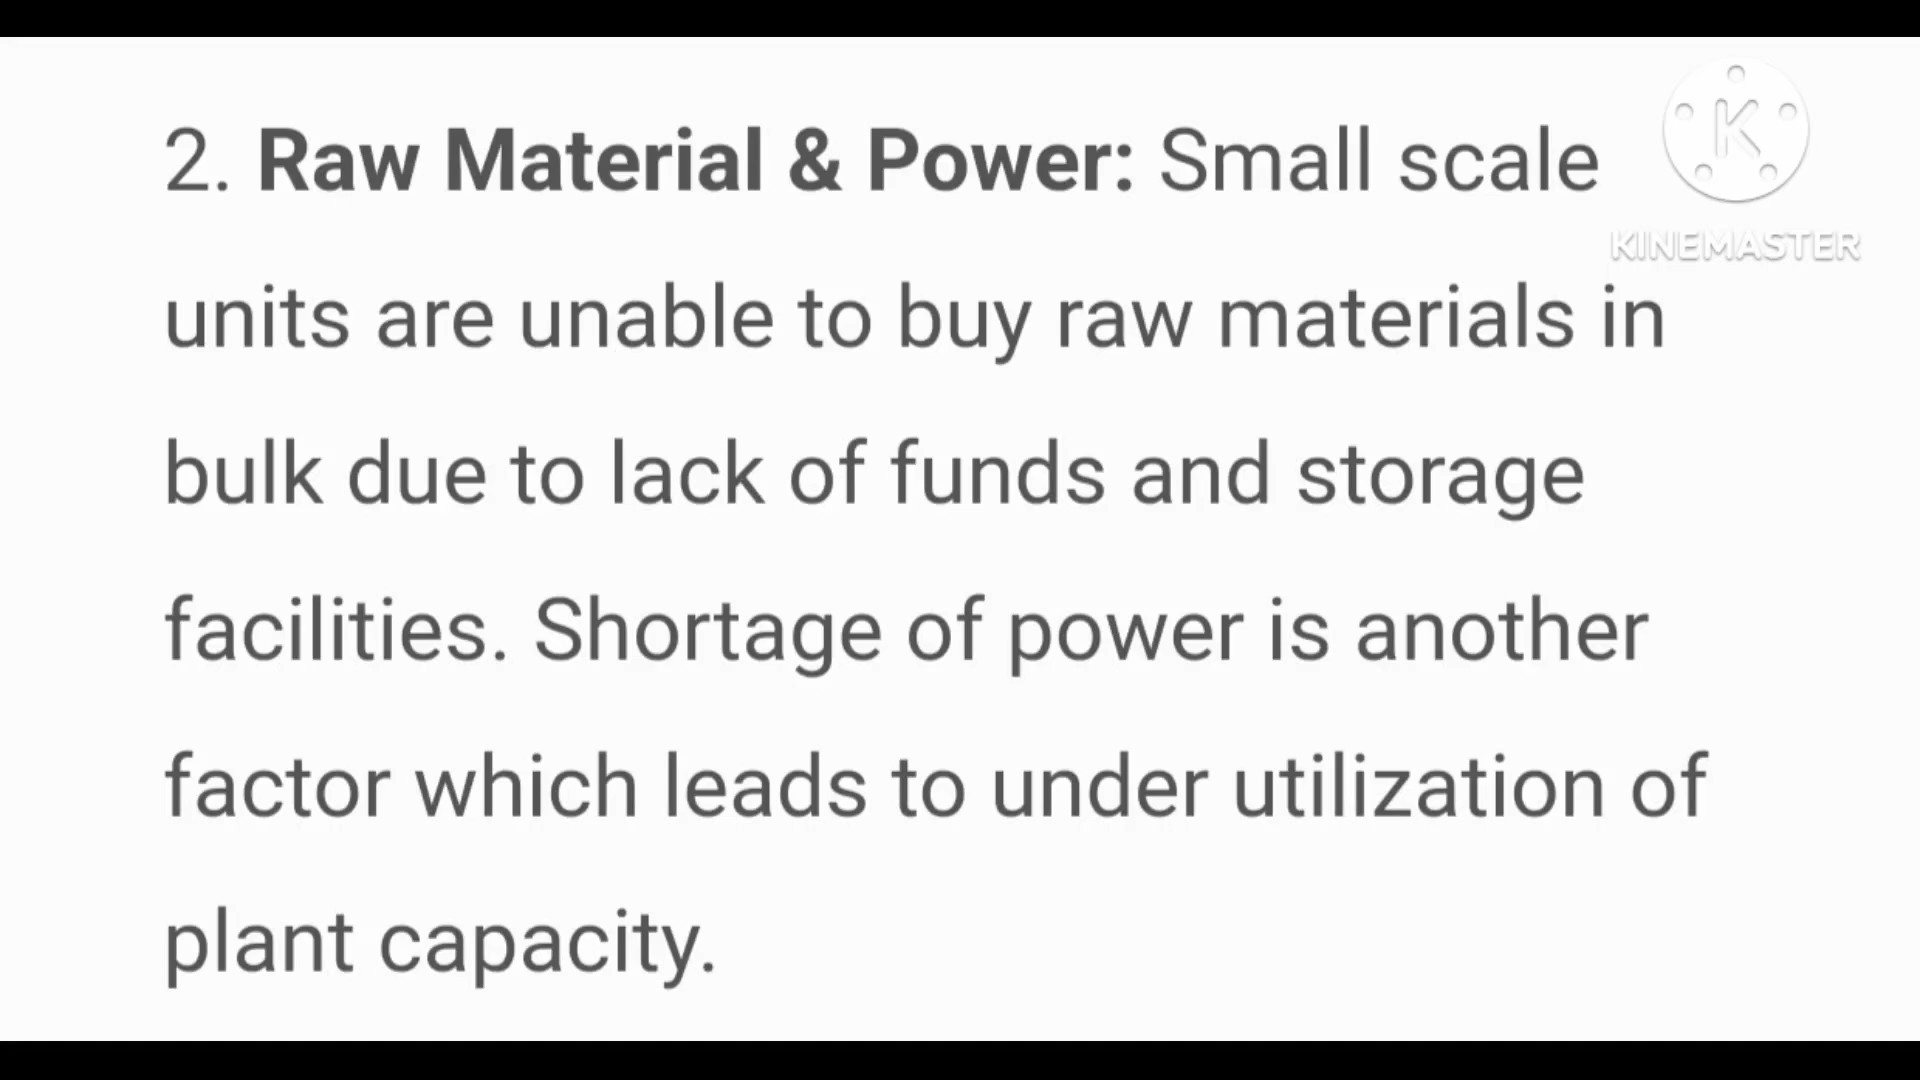 2. Raw Material & Power: Small scale
units are unable to buy raw materials in
bulk due to lack of funds and storage
facilities. Shortage of power is another
factor which leads to under utilization of
plant capacity.
K
KINEMASTER